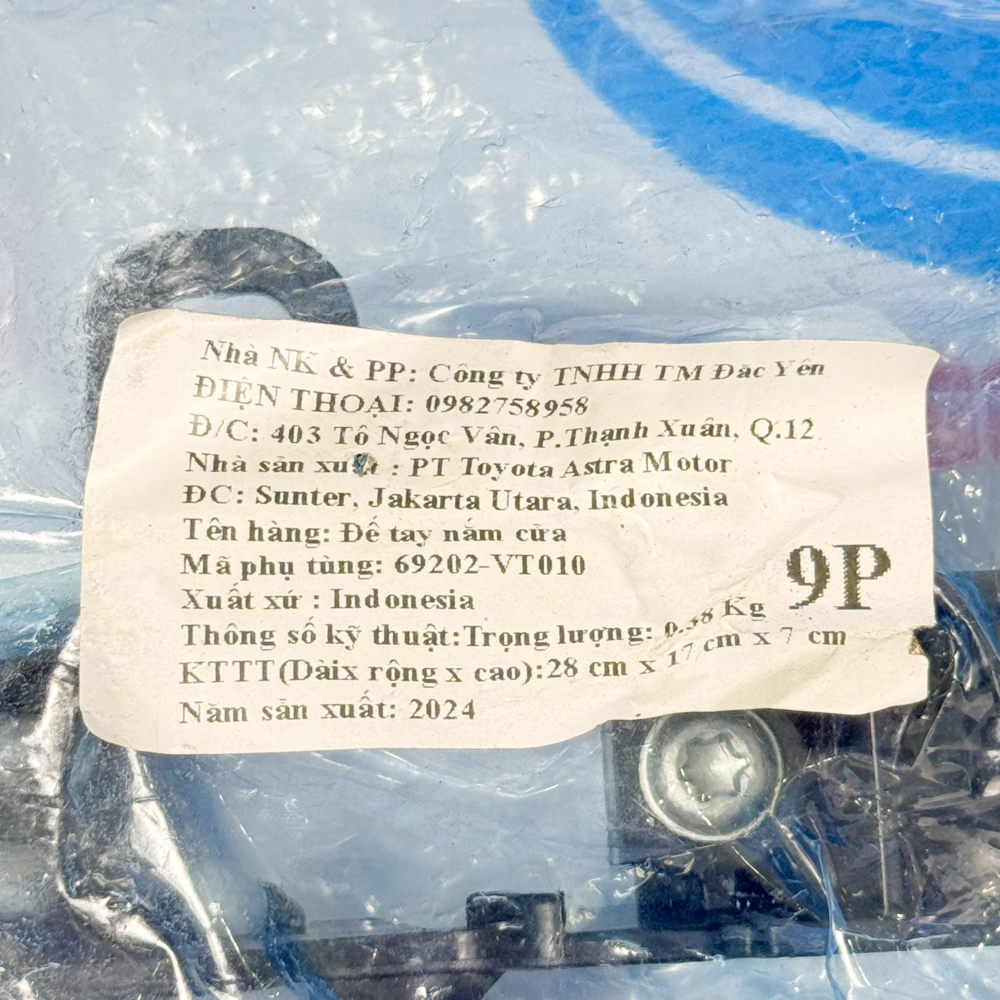 Nhà NK & PP: Công ty TNHH TM Đăc Yên
ĐIỆN THOẠI: 0982758958
Đ/C: 403 Tô Ngọc Vân, P.Thạnh Xuân, Q.12
Nhà sản xuất : PT Toyota Astra Motor
ĐC: Sunter, Jakarta Utara, Indonesia
Tên hàng: Đế tay nắm cửa
Mã phụ tùng: 69202-VT010
9P
Xuất xứ : Indonesia
Thông số kỹ thuật:Trọng lượng: Kg
KTTT(Dàix rộng x cao):28 cm x 17 cm x 7 cm
Năm sản xuất: 2024